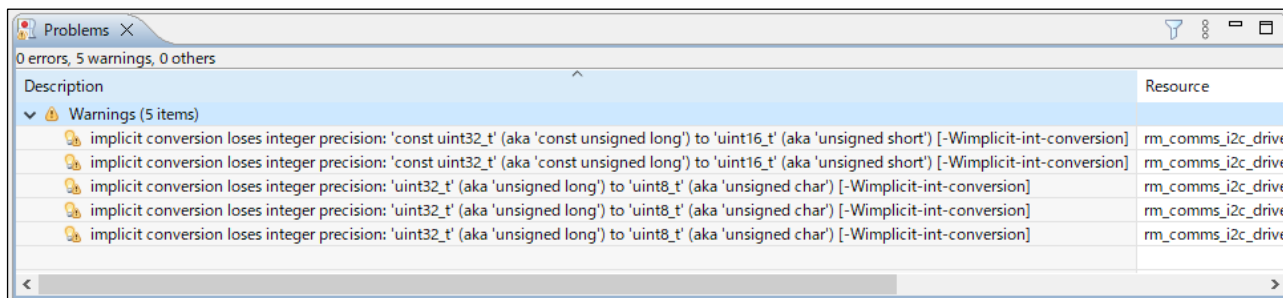 Problems
0 errors, 5 warnings, 0 others
Description Resource
Warnings (5 items)
implicit conversion loses integer precision: 'const uint32_t' (aka 'const unsigned long') to 'uint16_t' (aka 'unsigned short') [-Wimplicit-int-conversion] rm_comms_i2c_drive
implicit conversion loses integer precision: 'const uint32_t' (aka 'const unsigned long') to 'uint16_t' (aka 'unsigned short') [-Wimplicit-int-conversion] rm_comms_i2c_drive
implicit conversion loses integer precision: 'uint32_t' (aka 'unsigned long') to 'uint8_t' (aka 'unsigned char') [-Wimplicit-int-conversion] rm_comms_i2c_drive
implicit conversion loses integer precision: 'uint32_t' (aka 'unsigned long') to 'uint8_t' (aka 'unsigned char') [-Wimplicit-int-conversion] rm_comms_i2c_drive
implicit conversion loses integer precision: 'uint32_t' (aka 'unsigned long') to 'uint8_t' (aka 'unsigned char') [-Wimplicit-int-conversion] rm_comms_i2c_drive